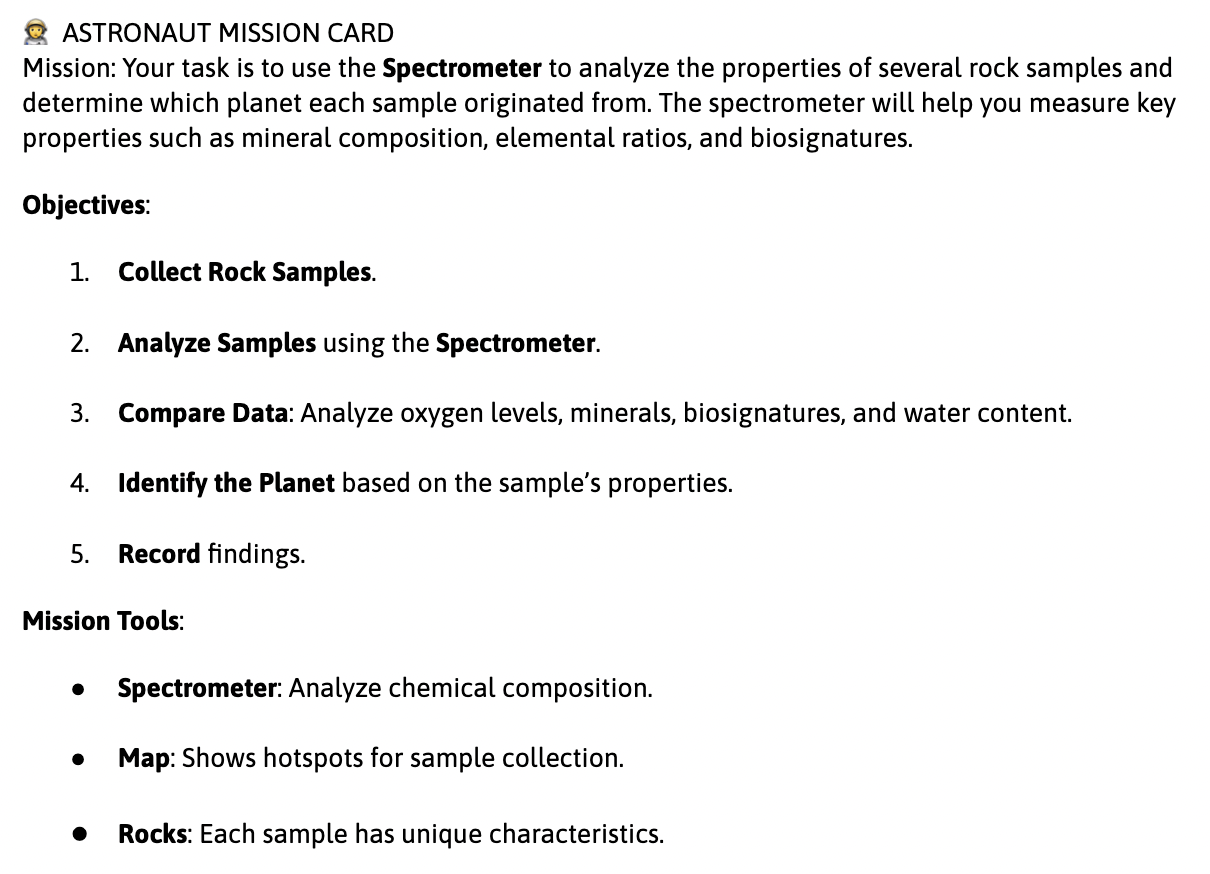 👩‍🚀 ASTRONAUT MISSION CARD
Mission: Your task is to use the Spectrometer to analyze the properties of several rock samples and
determine which planet each sample originated from. The spectrometer will help you measure key
properties such as mineral composition, elemental ratios, and biosignatures.
Objectives:
1. Collect Rock Samples.
2. Analyze Samples using the Spectrometer.
3. Compare Data: Analyze oxygen levels, minerals, biosignatures, and water content.
4. Identify the Planet based on the sample’s properties.
5. Record findings.
Mission Tools:
● Spectrometer: Analyze chemical composition.
● Map: Shows hotspots for sample collection.
● Rocks: Each sample has unique characteristics.